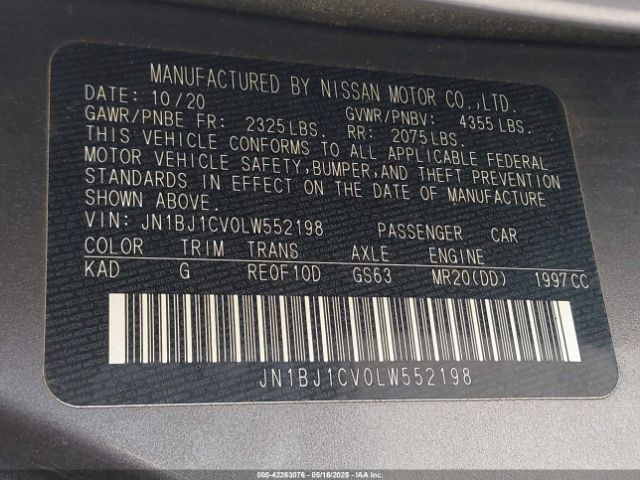 MANUFACTURED BY NISSAN MOTOR CO.,LTD.
DATE: 10/20 GVWR/PNBV: 4355 LBS.
GAWR/PNBE FR: 2325 LBS. RR: 2075 LBS.
THIS VEHICLE CONFORMS TO ALL APPLICABLE FEDERAL
MOTOR VEHICLE SAFETY,BUMPER,AND THEFT PREVENTION
STANDARDS IN EFFECT ON THE DATE OF MANUFACTURE
SHOWN ABOVE.
VIN: JN1BJ1CV0LW552198 PASSENGER CAR
COLOR TRIM TRANS AXLE ENGINE
KAD G RE0F10D GS63 MR20(DD) 1997CC
JN1BJ1CV0LW552198
000-42263076 - 05/16/2025 - © IAA, Inc.